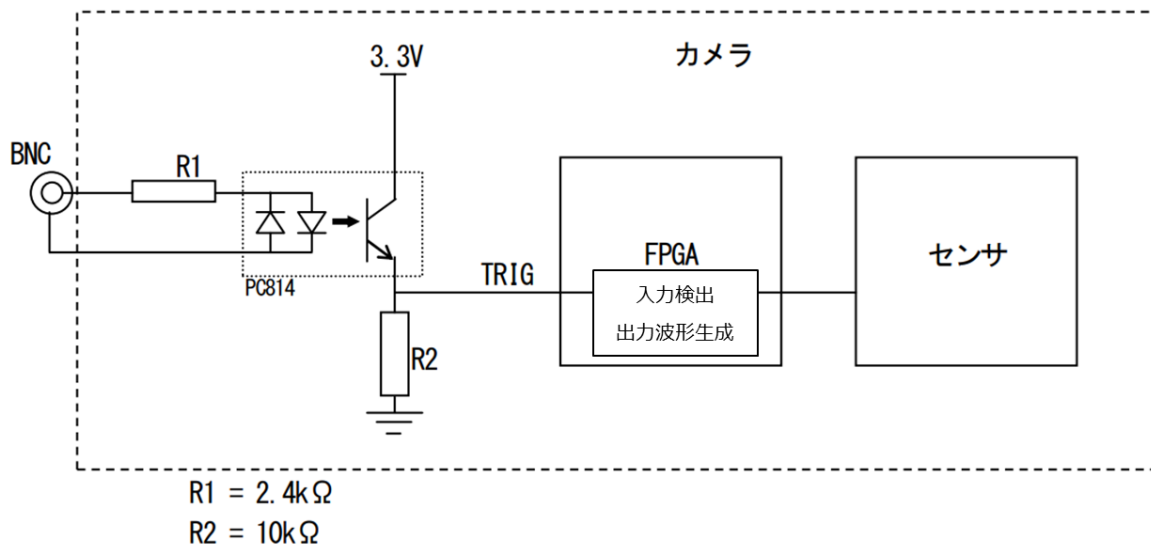 カメラ
3.3V
BNC
R1
PC814
TRIG
FPGA
入力検出
出力波形生成
センサ
R2
R1 = 2.4kΩ
R2 = 10kΩ